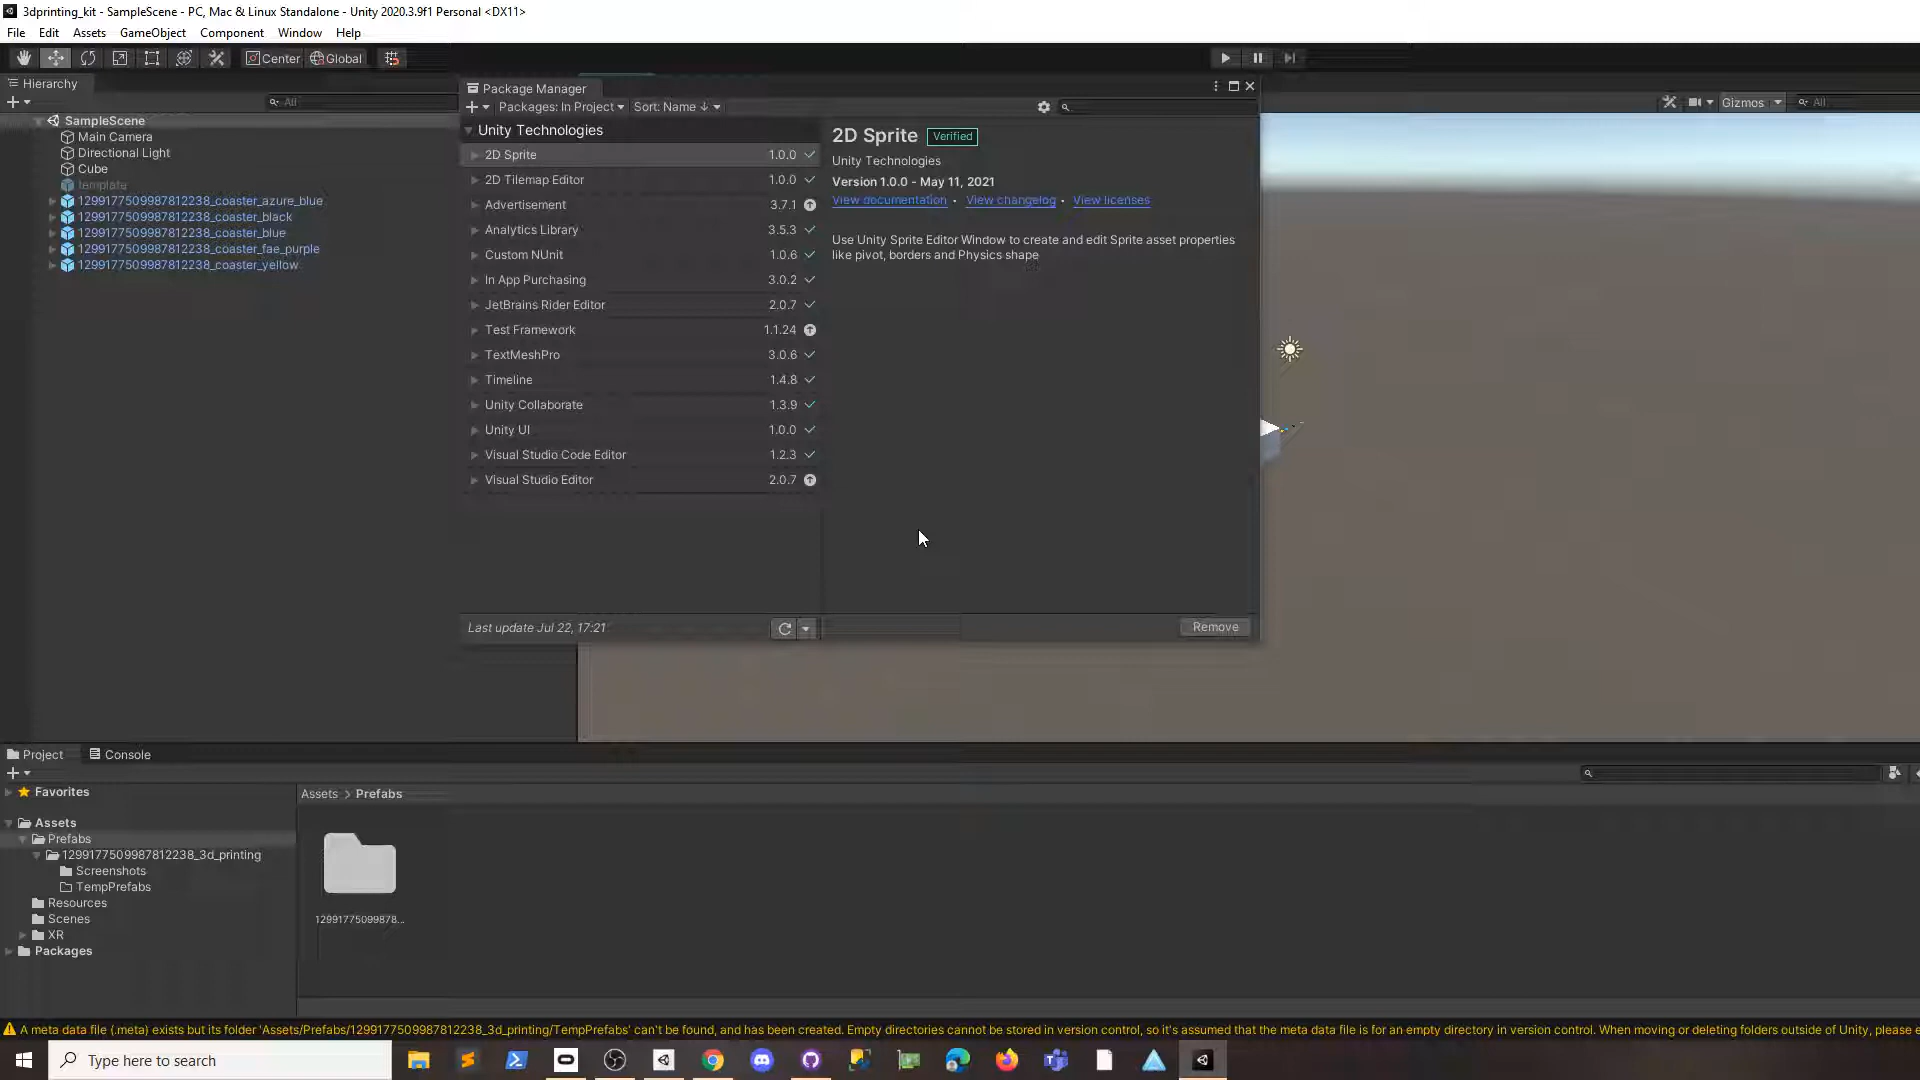 3dprinting_kit - SampleScene - PC, Mac & Linux Standalone - Unity 2020.3.9f1 Personal <DX11>
File Edit Assets GameObject Component Window Help
Center Global
Hierarchy
All
SampleScene
Main Camera
Directional Light
Cube
template
1299177509987812238_coaster_azure_blue
1299177509987812238_coaster_black
1299177509987812238_coaster_blue
1299177509987812238_coaster_fae_purple
1299177509987812238_coaster_yellow
Package Manager
Packages: In Project Sort: Name ↓
Unity Technologies
2D Sprite 1.0.0
2D Tilemap Editor 1.0.0
Advertisement 3.7.1
Analytics Library 3.5.3
Custom NUnit 1.0.6
In App Purchasing 3.0.2
JetBrains Rider Editor 2.0.7
Test Framework 1.1.24
TextMeshPro 3.0.6
Timeline 1.4.8
Unity Collaborate 1.3.9
Unity UI 1.0.0
Visual Studio Code Editor 1.2.3
Visual Studio Editor 2.0.7
Last update Jul 22, 17:21
2D Sprite Verified
Unity Technologies
Version 1.0.0 - May 11, 2021
View documentation • View changelog • View licenses
Use Unity Sprite Editor Window to create and edit Sprite asset properties
like pivot, borders and Physics shape
Remove
Gizmos All
Project Console
Favorites
Assets
Prefabs
1299177509987812238_3d_printing
Screenshots
TempPrefabs
Resources
Scenes
XR
Packages
Assets > Prefabs
12991775099878...
A meta data file (.meta) exists but its folder 'Assets/Prefabs/1299177509987812238_3d_printing/TempPrefabs' can't be found, and has been created. Empty directories cannot be stored in version control, so it's assumed that the meta data file is for an empty directory in version control. When moving or deleting folders outside of Unity, please e
Type here to search